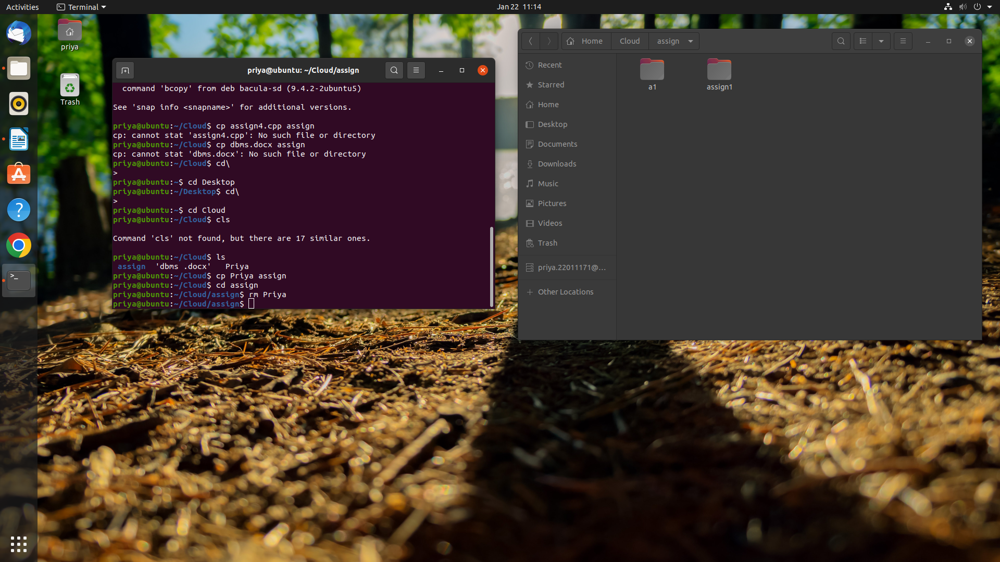 Activities
Terminal
Jan 22 11:14
priya
Trash
priya@ubuntu: ~/Cloud/assign
command 'bcopy' from deb bacula-sd (9.4.2-2ubuntu5)
See 'snap info <snapname>' for additional versions.
priya@ubuntu:~/Cloud$ cp assign4.cpp assign
cp: cannot stat 'assign4.cpp': No such file or directory
priya@ubuntu:~/Cloud$ cp dbms.docx assign
cp: cannot stat 'dbms.docx': No such file or directory
priya@ubuntu:~/Cloud$ cd\
>
priya@ubuntu:~$ cd Desktop
priya@ubuntu:~/Desktop$ cd\
>
priya@ubuntu:~$ cd Cloud
priya@ubuntu:~/Cloud$ cls
Command 'cls' not found, but there are 17 similar ones.
priya@ubuntu:~/Cloud$ ls
assign  'dbms .docx'   Priya
priya@ubuntu:~/Cloud$ cp Priya assign
priya@ubuntu:~/Cloud$ cd assign
priya@ubuntu:~/Cloud/assign$ rm Priya
priya@ubuntu:~/Cloud/assign$
Home
Cloud
assign
Recent
Starred
Home
Desktop
Documents
Downloads
Music
Pictures
Videos
Trash
priya.22011171@...
Other Locations
a1
assign1